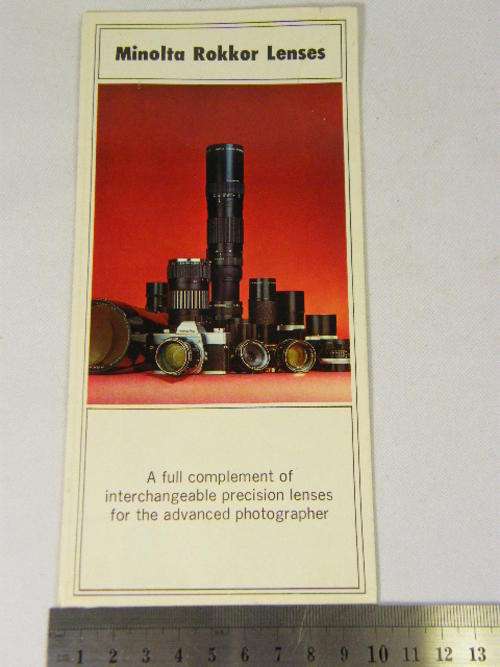 Minolta Rokkor Lenses
A full complement of
interchangeable precision lenses
for the advanced photographer
1 2 3 4 5 6 7 8 9 10 11 12 13